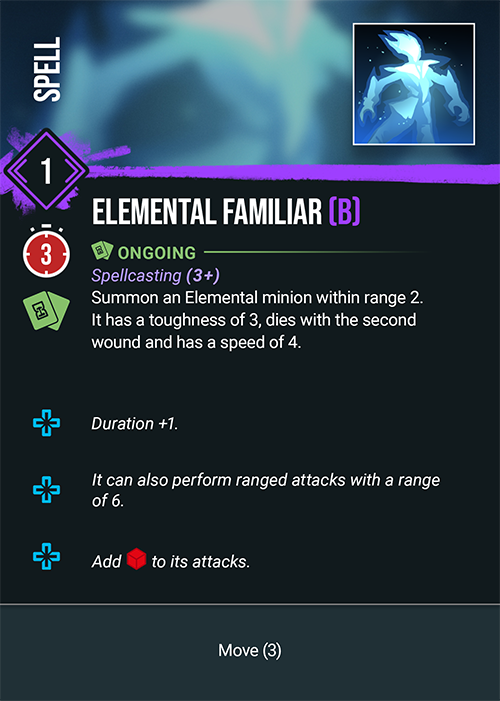 SPELL
1
ELEMENTAL FAMILIAR (B)
3
ONGOING
Spellcasting (3+)
Summon an Elemental minion within range 2.
It has a toughness of 3, dies with the second
wound and has a speed of 4.
Duration +1.
It can also perform ranged attacks with a range
of 6.
Add to its attacks.
Move (3)